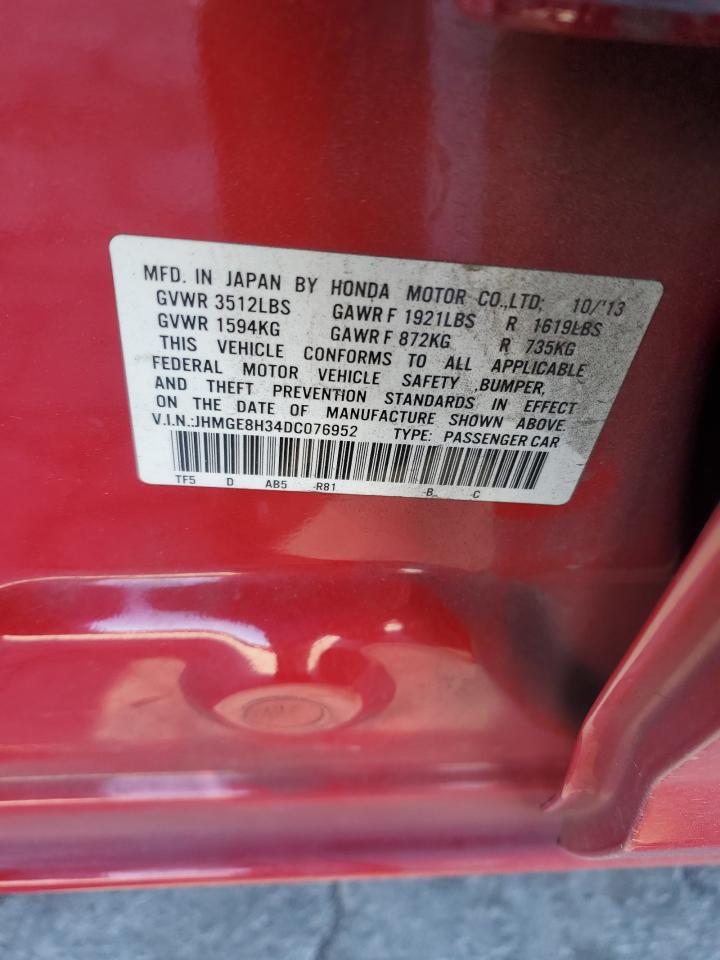 MFD. IN JAPAN BY HONDA MOTOR CO.,LTD; 10/'13
GVWR 3512LBS GAWR F 1921LBS R 1619LBS
GVWR 1594KG GAWR F 872KG R 735KG
THIS VEHICLE CONFORMS TO ALL APPLICABLE
FEDERAL MOTOR VEHICLE SAFETY ,BUMPER,
AND THEFT PREVENTION STANDARDS IN EFFECT
ON THE DATE OF MANUFACTURE SHOWN ABOVE.
V.I.N.:JHMGE8H34DC076952 TYPE: PASSENGER CAR
TF5 D AB5 -R81 -B -C